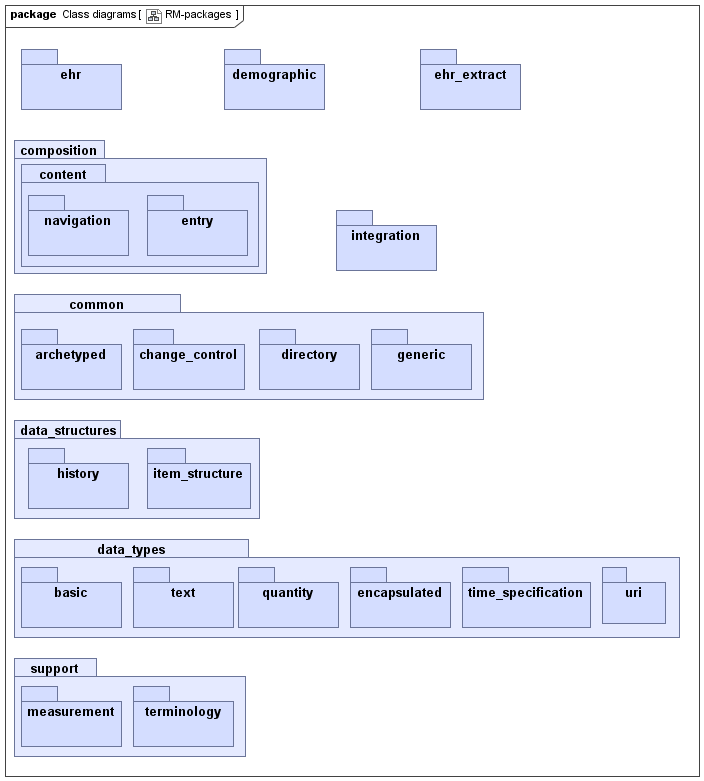 package Class diagrams [ RM-packages ]
ehr
demographic
ehr_extract
composition
content
navigation
entry
integration
common
archetyped
change_control
directory
generic
data_structures
history
item_structure
data_types
basic
text
quantity
encapsulated
time_specification
uri
support
measurement
terminology